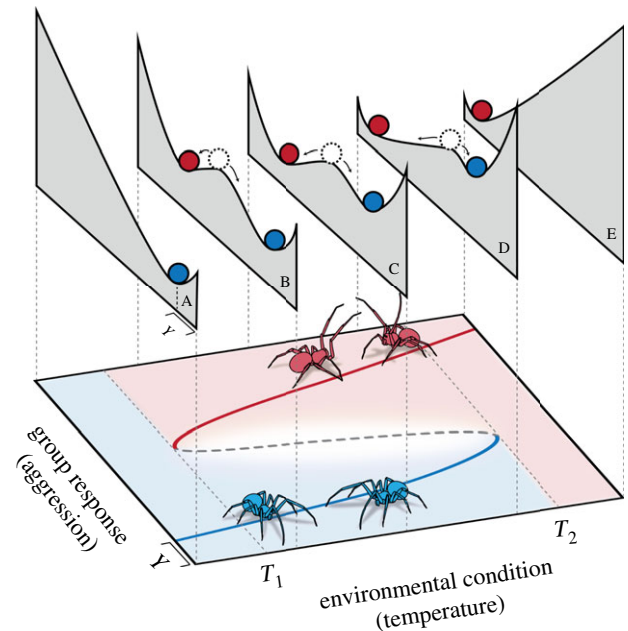 A
B
C
D
E
Y
group response
(aggression)
Y
T1
T2
environmental condition
(temperature)